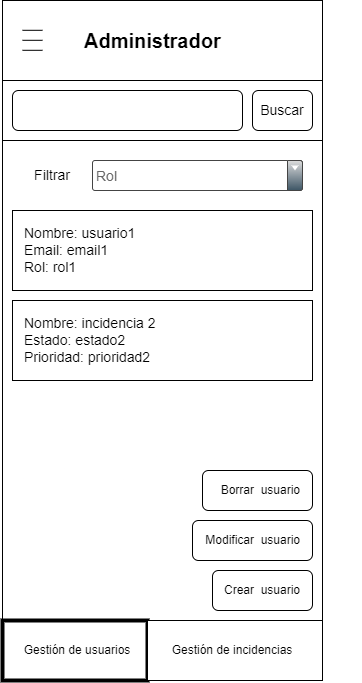 Administrador
Buscar
Filtrar
Rol
Nombre: usuario1
Email: email1
Rol: rol1
Nombre: incidencia 2
Estado: estado2
Prioridad: prioridad2
Borrar usuario
Modificar usuario
Crear usuario
Gestión de usuarios
Gestión de incidencias